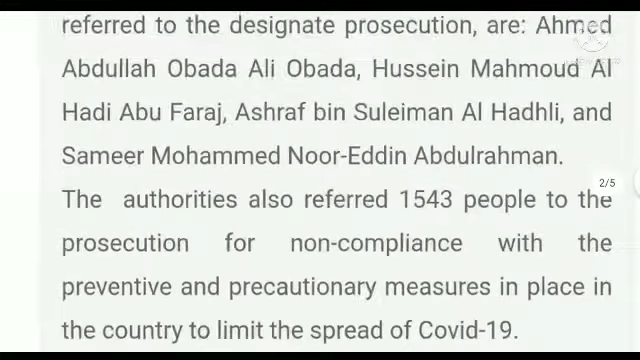 referred to the designate prosecution, are: Ahmed
Abdullah Obada Ali Obada, Hussein Mahmoud Al
Hadi Abu Faraj, Ashraf bin Suleiman Al Hadhli, and
Sameer Mohammed Noor-Eddin Abdulrahman.
2/5
The authorities also referred 1543 people to the
prosecution for non-compliance with the
preventive and precautionary measures in place in
the country to limit the spread of Covid-19.